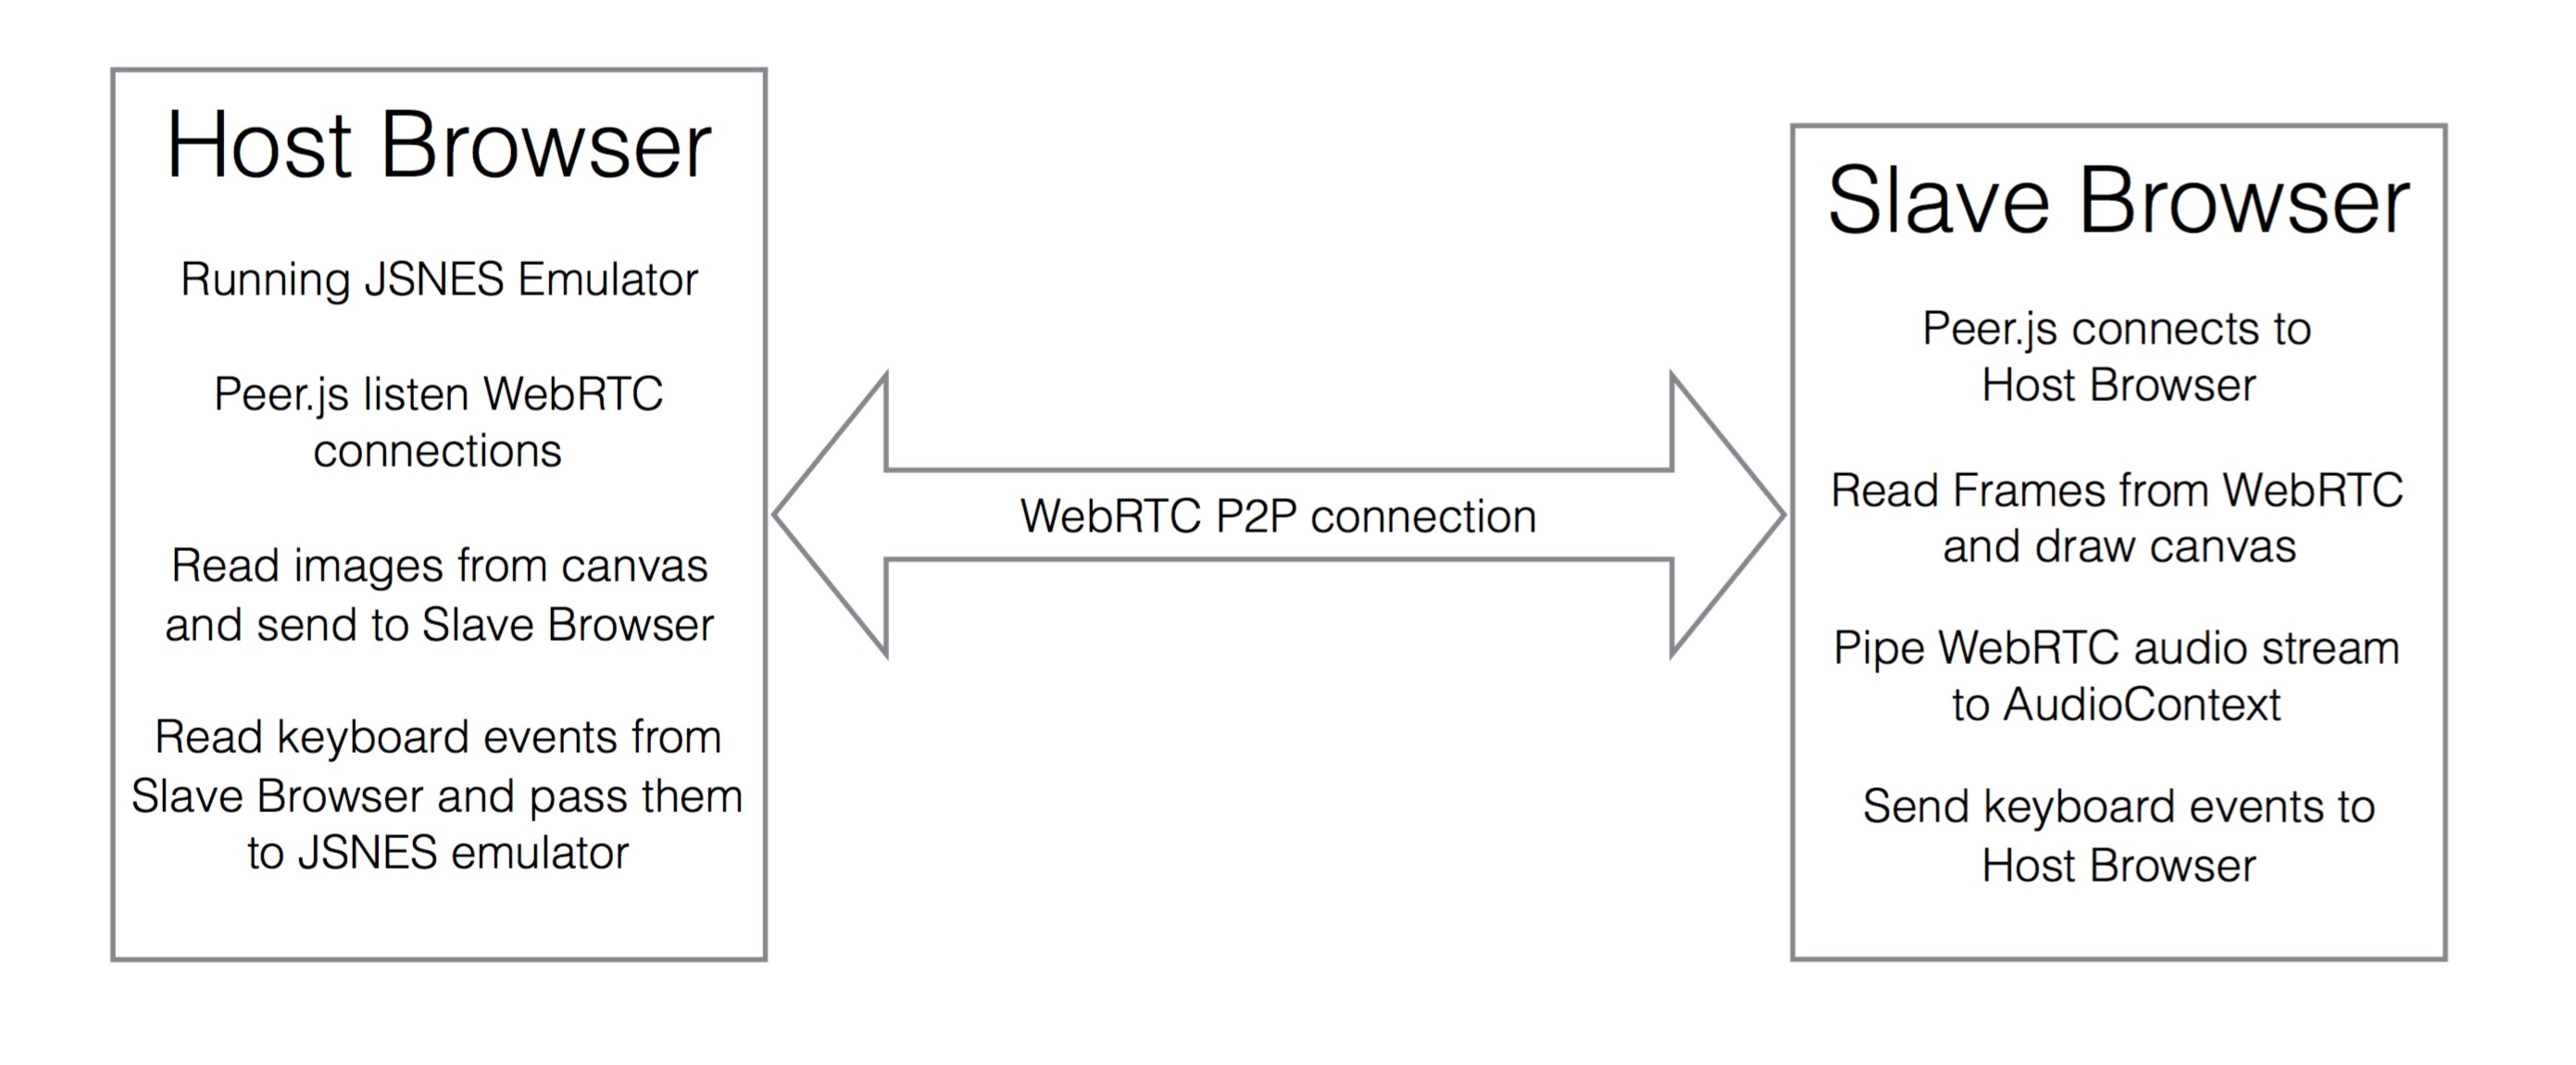 Host Browser
Running JSNES Emulator
Peer.js listen WebRTC
connections
Read images from canvas
and send to Slave Browser
Read keyboard events from
Slave Browser and pass them
to JSNES emulator
WebRTC P2P connection
Slave Browser
Peer.js connects to
Host Browser
Read Frames from WebRTC
and draw canvas
Pipe WebRTC audio stream
to AudioContext
Send keyboard events to
Host Browser